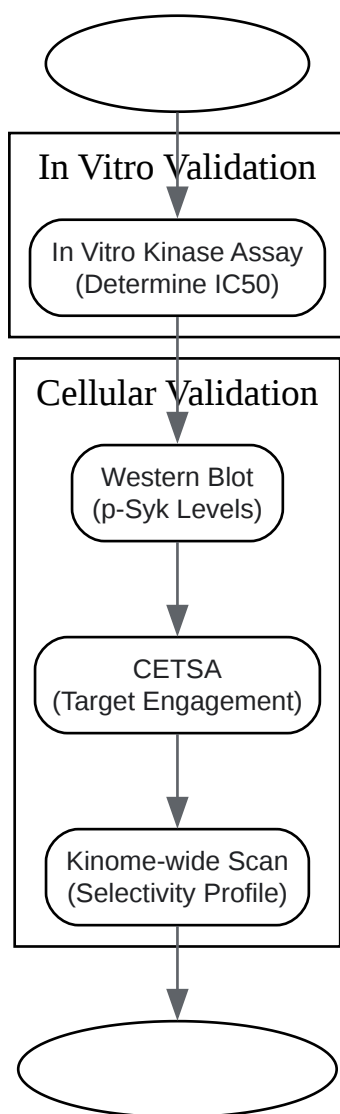 In Vitro Validation
In Vitro Kinase Assay
(Determine IC50)
Cellular Validation
Western Blot
(p-Syk Levels)
CETSA
(Target Engagement)
Kinome-wide Scan
(Selectivity Profile)